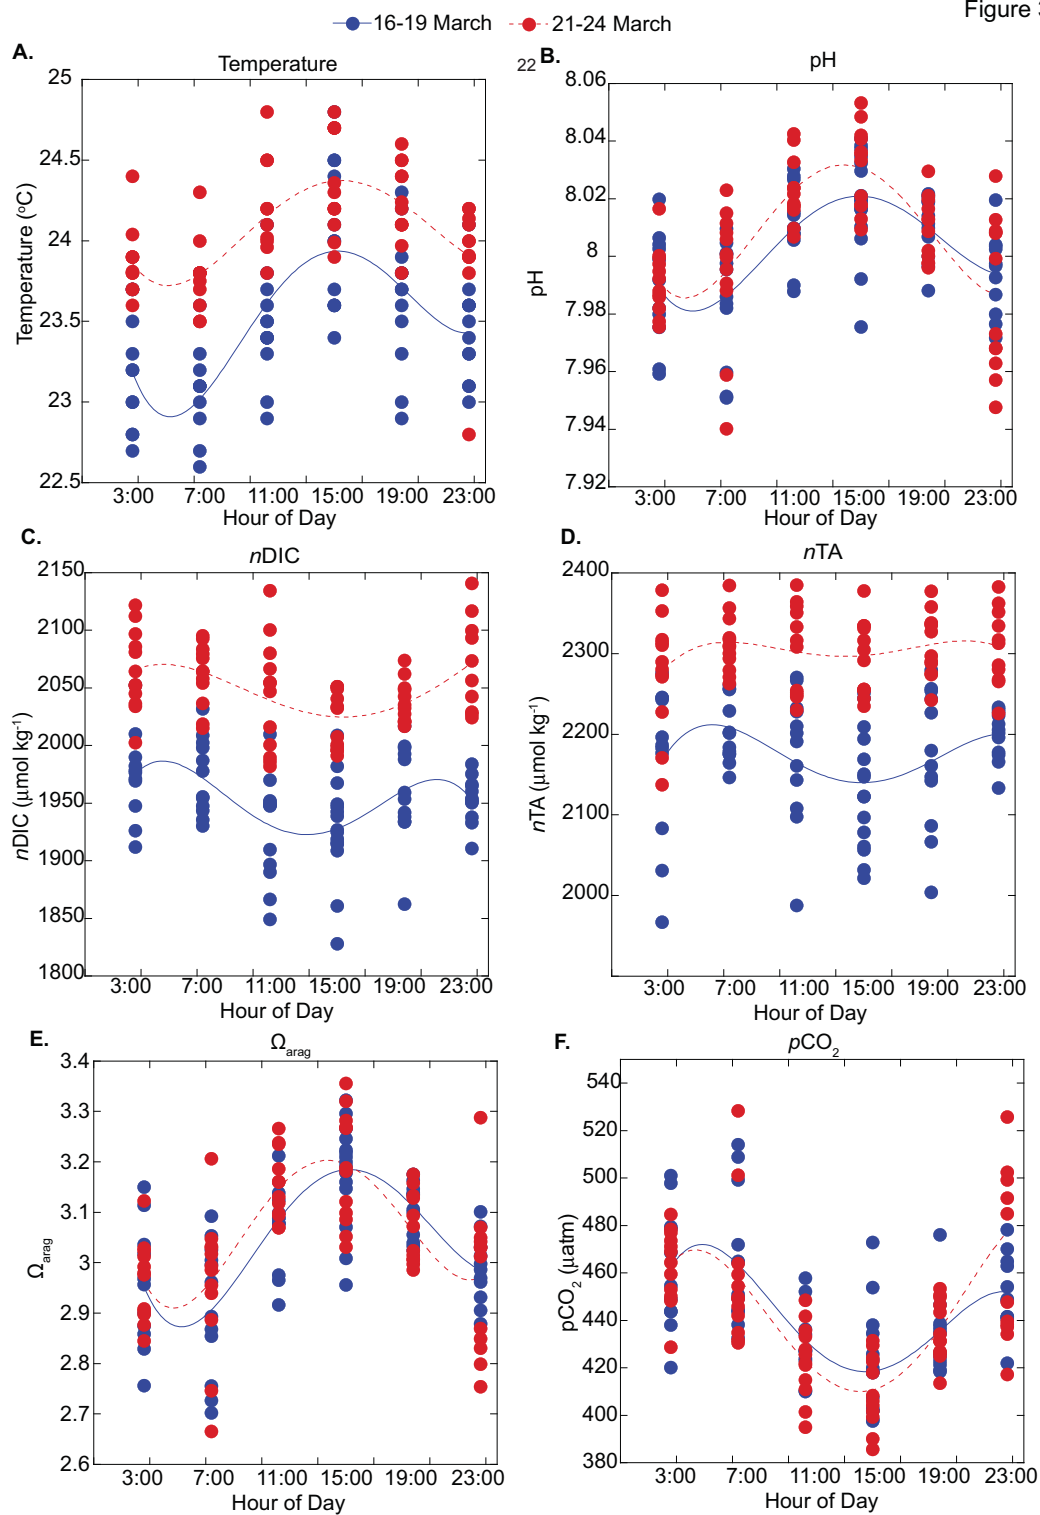 Figure 3
16-19 March 21-24 March
A.
Temperature
25
24.5
24
23.5
23
22.5
Temperature (°C)
3:00 7:00 11:00 15:00 19:00 23:00
Hour of Day
22
B.
pH
8.06
8.04
8.02
8
7.98
7.96
7.94
7.92
pH
3:00 7:00 11:00 15:00 19:00 23:00
Hour of Day
C.
nDIC
2150
2100
2050
2000
1950
1900
1850
1800
nDIC (µmol kg-1)
3:00 7:00 11:00 15:00 19:00 23:00
Hour of Day
D.
nTA
2400
2300
2200
2100
2000
nTA (µmol kg-1)
3:00 7:00 11:00 15:00 19:00 23:00
Hour of Day
E.
Ωarag
3.4
3.3
3.2
3.1
3.0
2.9
2.8
2.7
2.6
Ωarag
3:00 7:00 11:00 15:00 19:00 23:00
Hour of Day
F.
pCO2
540
520
500
480
460
440
420
400
380
pCO2 (µatm)
3:00 7:00 11:00 15:00 19:00 23:00
Hour of Day